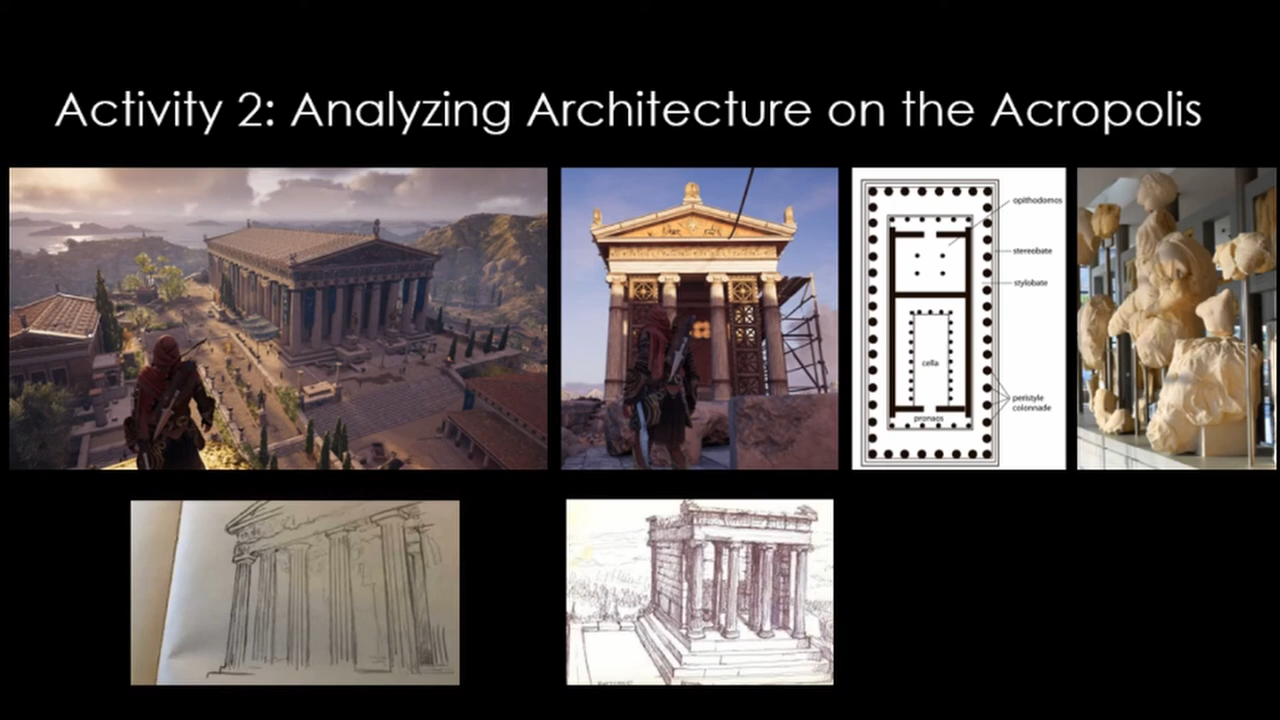 Activity 2: Analyzing Architecture on the Acropolis
opithodomos
stereobate
stylobate
cella
peristyle
colonnade
pronaos